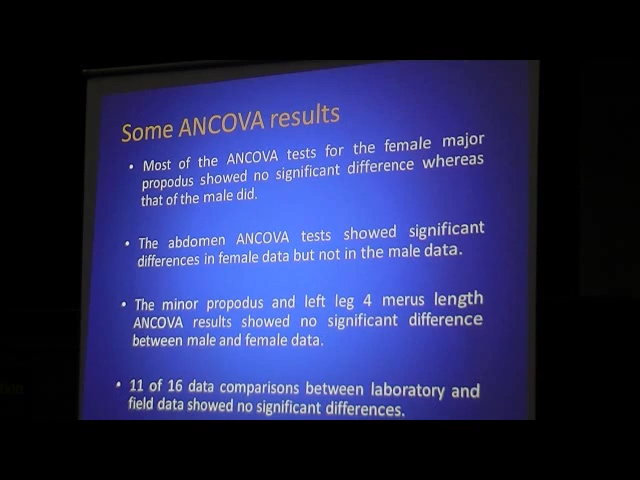 Some ANCOVA results
• Most of the ANCOVA tests for the female major
propodus showed no significant difference whereas
that of the male did.
• The abdomen ANCOVA tests showed significant
differences in female data but not in the male data.
• The minor propodus and left leg 4 merus length
ANCOVA results showed no significant difference
between male and female data.
• 11 of 16 data comparisons between laboratory and
field data showed no significant differences.